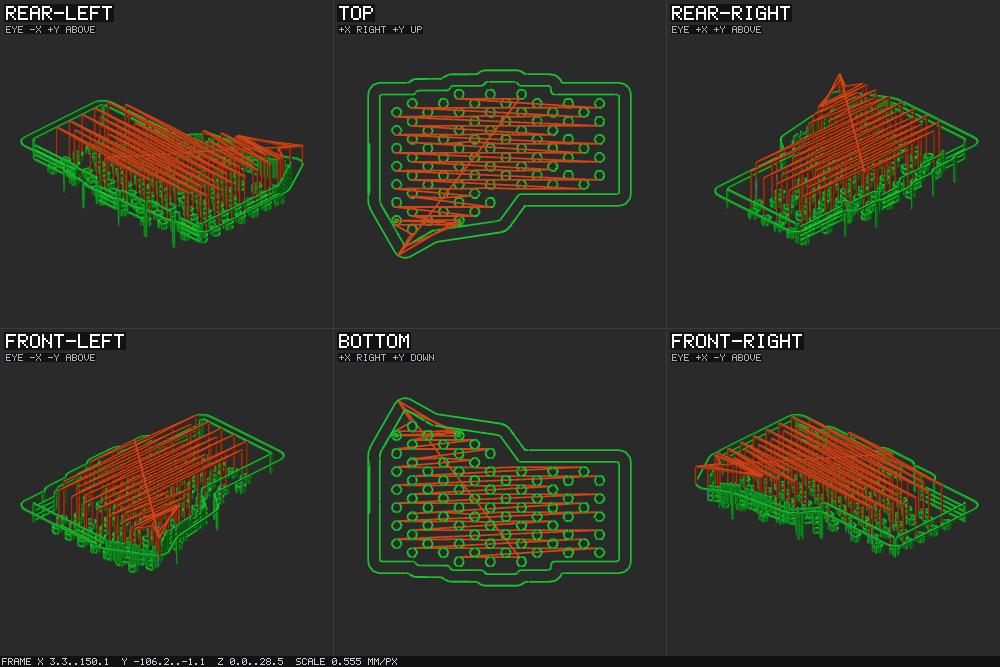 REAR-LEFT
EYE -X +Y ABOVE
TOP
+X RIGHT +Y UP
REAR-RIGHT
EYE +X +Y ABOVE
FRONT-LEFT
EYE -X -Y ABOVE
BOTTOM
+X RIGHT +Y DOWN
FRONT-RIGHT
EYE +X -Y ABOVE
FRAME X 3.3..150.1 Y -106.2..-1.1 Z 0.0..28.5 SCALE 0.555 MM/PX